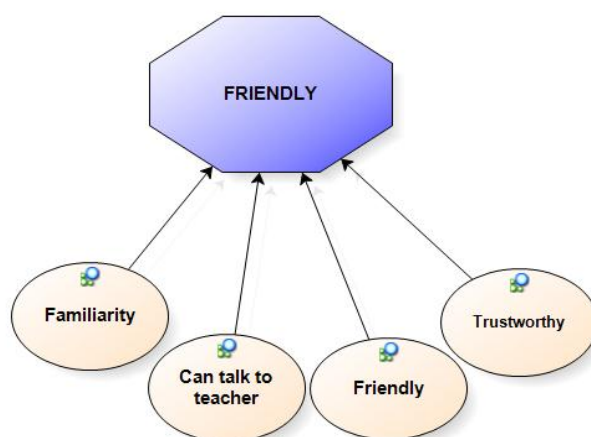 FRIENDLY
Familiarity
Can talk to
teacher
Friendly
Trustworthy